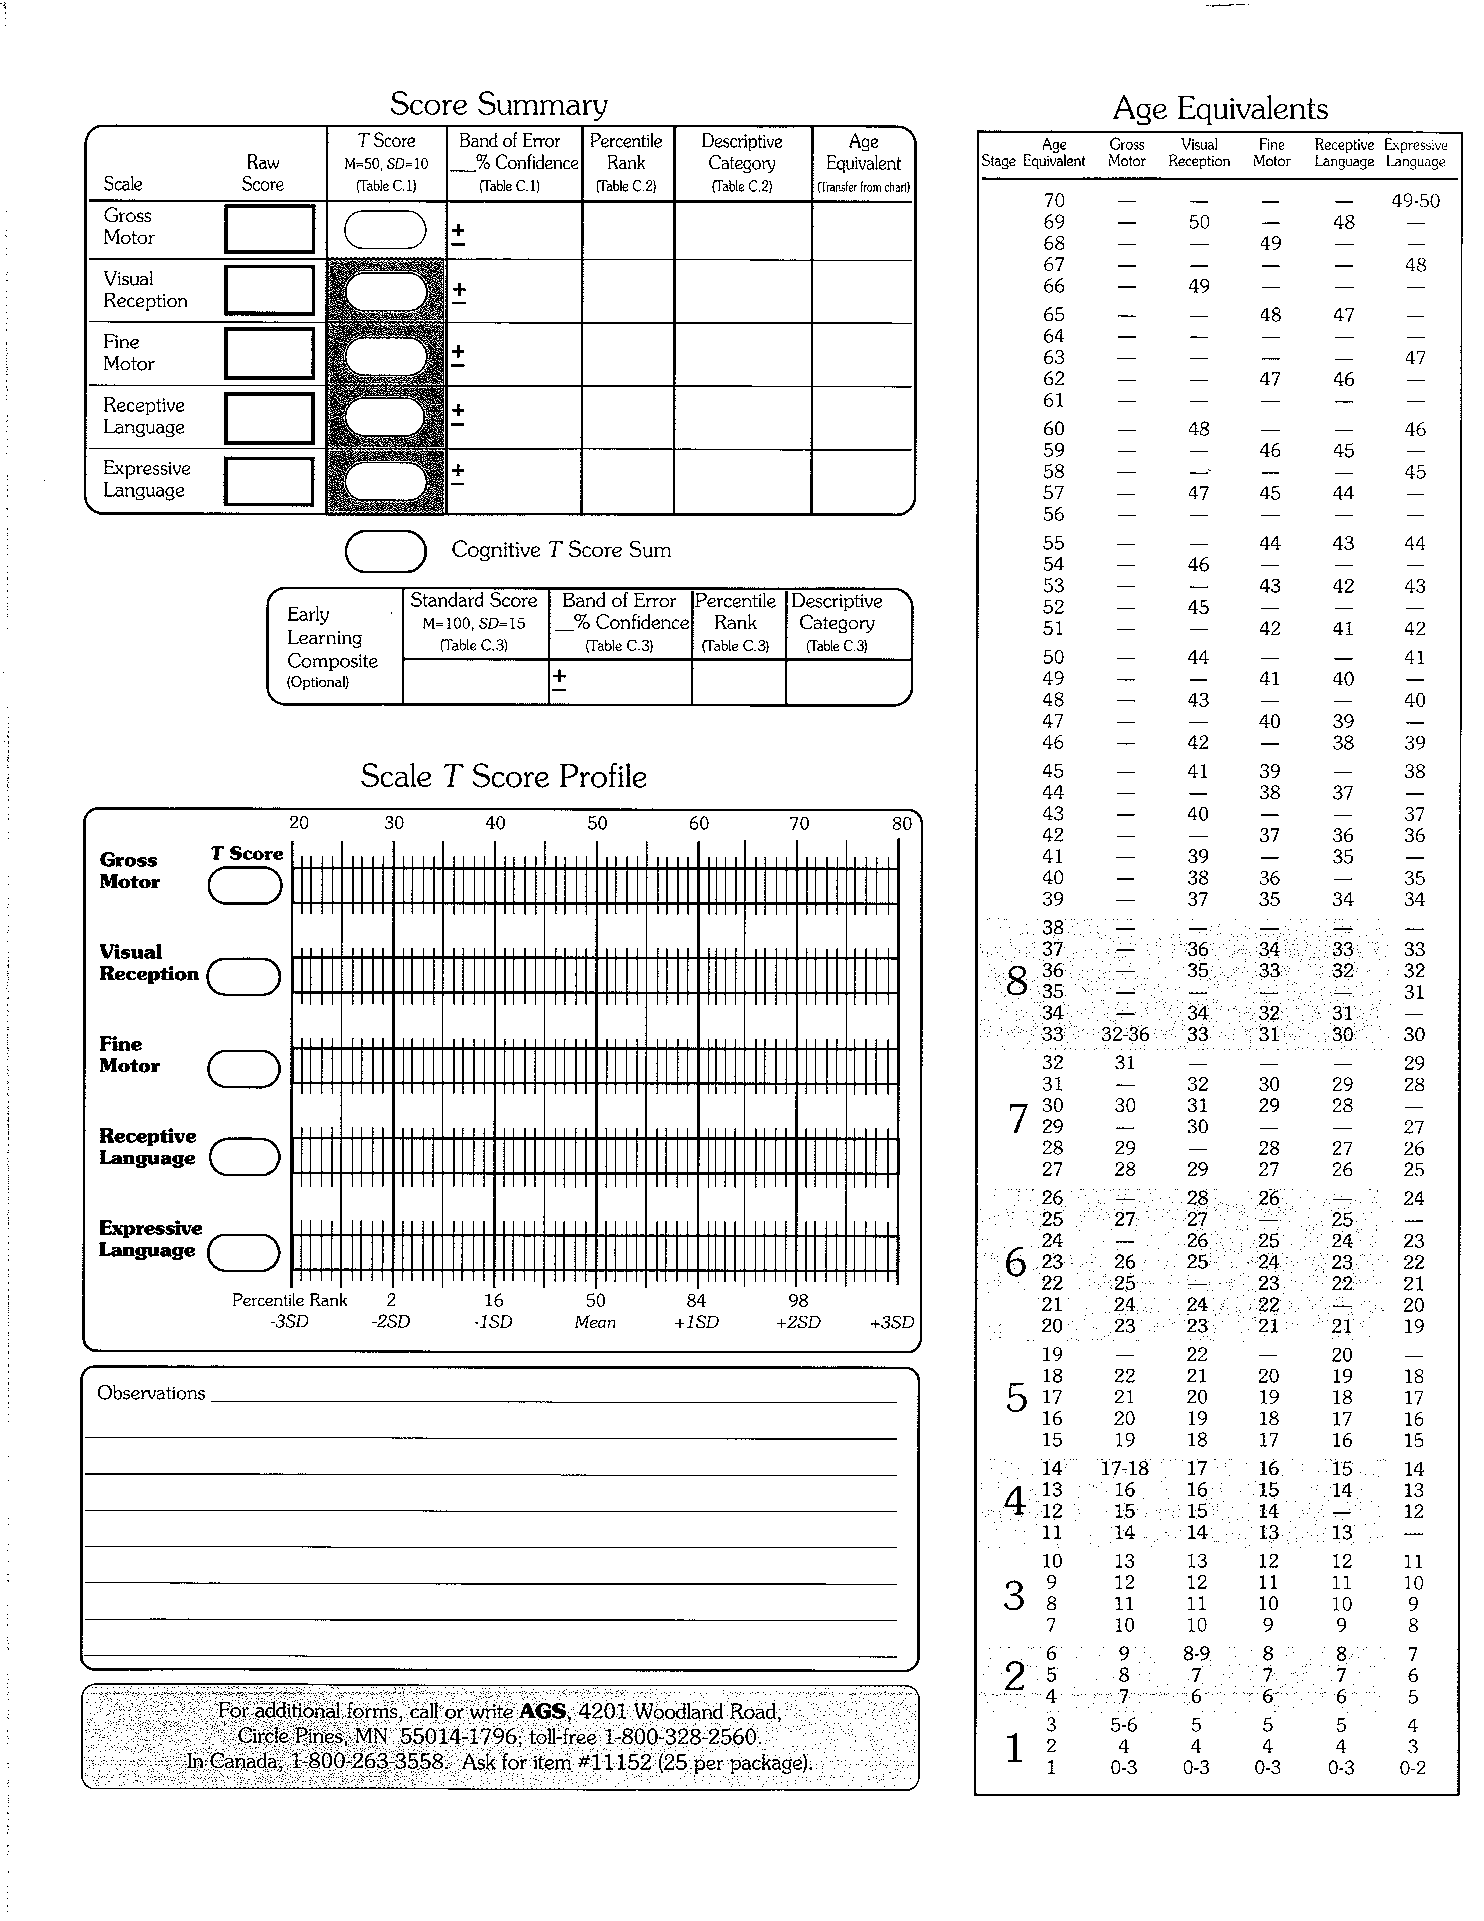 Score Summary
Scale Raw Score T Score M=50, SD=10 (Table C.1) Band of Error __% Confidence (Table C.1) Percentile Rank (Table C.2) Descriptive Category (Table C.2) Age Equivalent (Transfer from chart)
Gross Motor ±
Visual Reception ±
Fine Motor ±
Receptive Language ±
Expressive Language ±
Cognitive T Score Sum
Early Learning Composite (Optional) Standard Score M=100, SD=15 (Table C.3) Band of Error __% Confidence (Table C.3) Percentile Rank (Table C.3) Descriptive Category (Table C.3)
±
Scale T Score Profile
20 30 40 50 60 70 80
T Score
Gross Motor
Visual Reception
Fine Motor
Receptive Language
Expressive Language
Percentile Rank 2 16 50 84 98
-3SD -2SD -1SD Mean +1SD +2SD +3SD
Observations
For additional forms, call or write AGS, 4201 Woodland Road,
Circle Pines, MN 55014-1796; toll-free 1-800-328-2560.
In Canada, 1-800-263-3558. Ask for item #11152 (25 per package).
Age Equivalents
Stage Age Equivalent Gross Motor Visual Reception Fine Motor Receptive Language Expressive Language
70 — — — — 49-50
69 — 50 — 48 —
68 — — 49 — —
67 — — — — 48
66 — 49 — — —
65 — — 48 47 —
64 — — — — —
63 — — — — 47
62 — — 47 46 —
61 — — — — —
60 — 48 — — 46
59 — — 46 45 —
58 — — — — 45
57 — 47 45 44 —
56 — — — — —
55 — — 44 43 44
54 — 46 — — —
53 — — 43 42 43
52 — 45 — — —
51 — — 42 41 42
50 — 44 — — 41
49 — — 41 40 —
48 — 43 — — 40
47 — — 40 39 —
46 — 42 — 38 39
45 — 41 39 — 38
44 — — 38 37 —
43 — 40 — — 37
42 — — 37 36 36
41 — 39 — 35 —
40 — 38 36 — 35
39 — 37 35 34 34
38 — — — — —
37 — 36 34 33 33
8 36 — 35 33 32 32
35 — — — — 31
34 — 34 32 31 —
33 32-36 33 31 30 30
32 31 — — — 29
31 — 32 30 29 28
7 30 30 31 29 28 —
29 — 30 — — 27
28 29 — 28 27 26
27 28 29 27 26 25
26 — 28 26 — 24
25 27 27 — 25 —
24 — 26 25 24 23
6 23 26 25 24 23 22
22 25 — 23 22 21
21 24 24 22 — 20
20 23 23 21 21 19
19 — 22 — 20 —
18 22 21 20 19 18
5 17 21 20 19 18 17
16 20 19 18 17 16
15 19 18 17 16 15
14 17-18 17 16 15 14
4 13 16 16 15 14 13
12 15 15 14 — 12
11 14 14 13 13 —
10 13 13 12 12 11
3 9 12 12 11 11 10
8 11 11 10 10 9
7 10 10 9 9 8
6 9 8-9 8 8 7
2 5 8 7 7 7 6
4 7 6 6 6 5
3 5-6 5 5 5 4
1 2 4 4 4 4 3
1 0-3 0-3 0-3 0-3 0-2